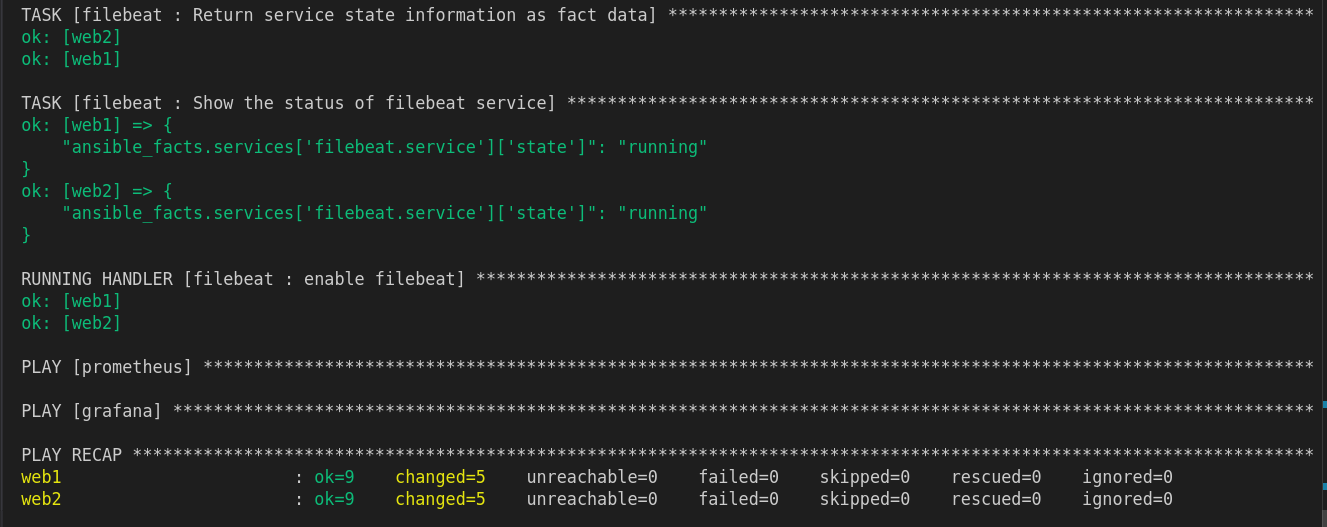 TASK [filebeat : Return service state information as fact data] ****************************************************************
ok: [web2]
ok: [web1]
TASK [filebeat : Show the status of filebeat service] **************************************************************************
ok: [web1] => {
    "ansible_facts.services['filebeat.service']['state']": "running"
}
ok: [web2] => {
    "ansible_facts.services['filebeat.service']['state']": "running"
}
RUNNING HANDLER [filebeat : enable filebeat] ***********************************************************************************
ok: [web1]
ok: [web2]
PLAY [prometheus] **************************************************************************************************************
PLAY [grafana] *****************************************************************************************************************
PLAY RECAP *********************************************************************************************************************
web1                       : ok=9    changed=5    unreachable=0    failed=0    skipped=0    rescued=0    ignored=0
web2                       : ok=9    changed=5    unreachable=0    failed=0    skipped=0    rescued=0    ignored=0